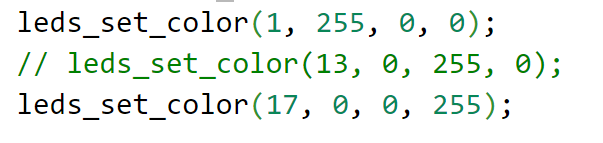 leds_set_color(1, 255, 0, 0);
// leds_set_color(13, 0, 255, 0);
leds_set_color(17, 0, 0, 255);